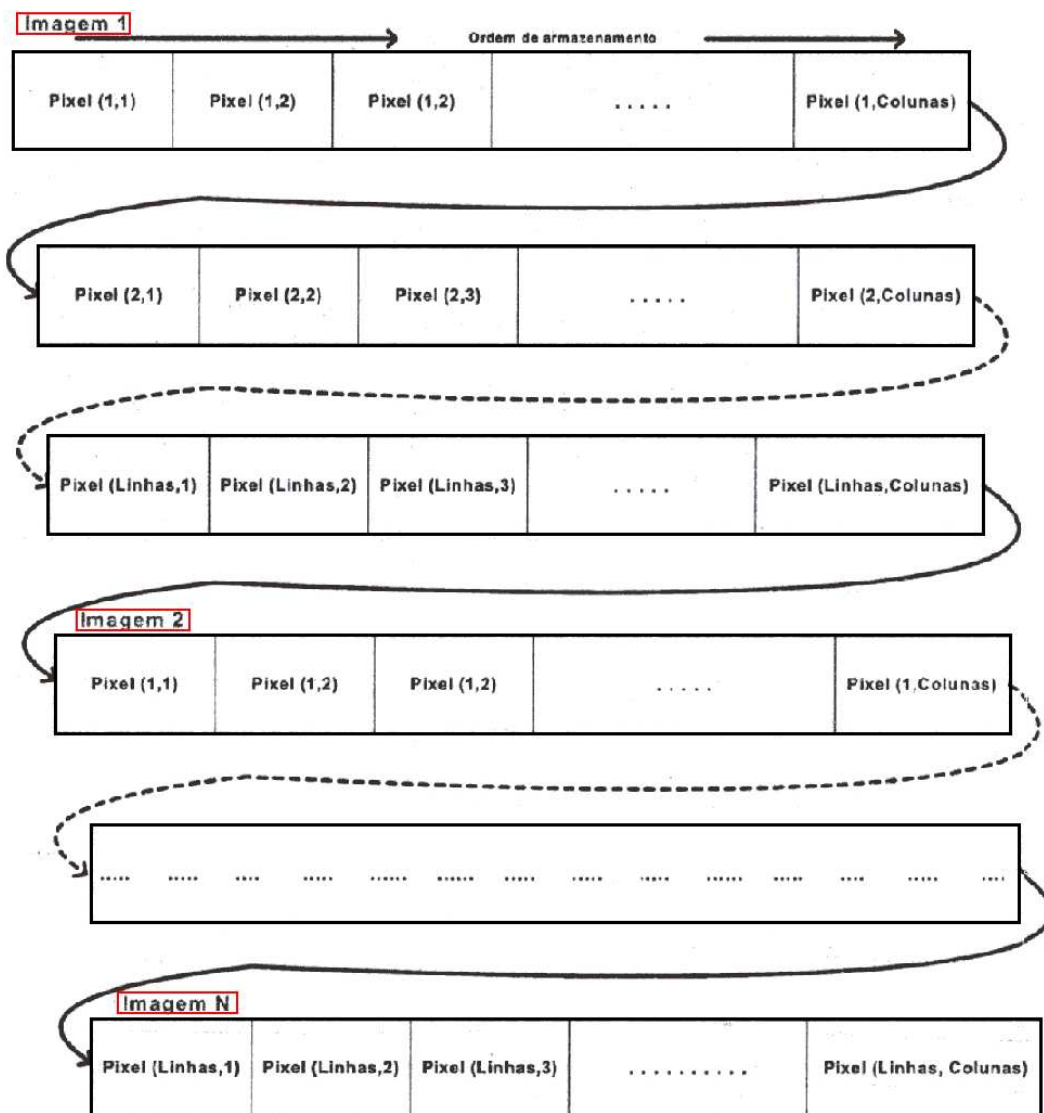 Imagem 1
Ordem de armazenamento
Pixel (1,1) Pixel (1,2) Pixel (1,2) ..... Pixel (1,Colunas)
Pixel (2,1) Pixel (2,2) Pixel (2,3) ..... Pixel (2,Colunas)
Pixel (Linhas,1) Pixel (Linhas,2) Pixel (Linhas,3) ..... Pixel (Linhas,Colunas)
Imagem 2
Pixel (1,1) Pixel (1,2) Pixel (1,2) ..... Pixel (1,Colunas)
..... ..... .... ..... ...... ...... ..... ..... ..... ...... ..... .... ..... ....
Imagem N
Pixel (Linhas,1) Pixel (Linhas,2) Pixel (Linhas,3) .......... Pixel (Linhas, Colunas)